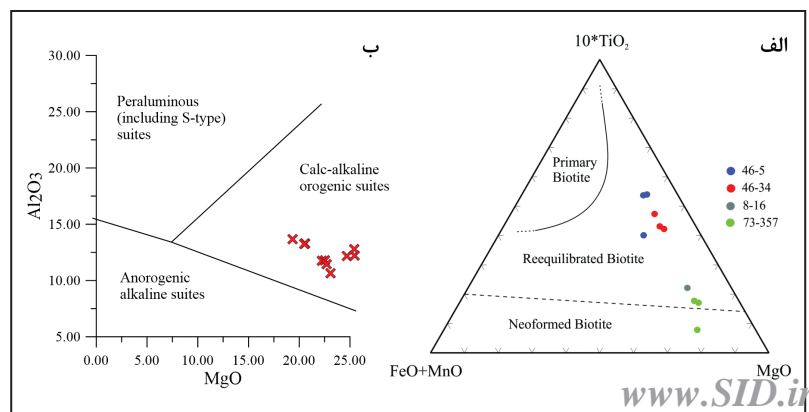 ب
30.00
25.00
20.00
15.00
10.00
5.00
Al2O3
Peraluminous
(including S-type)
suites
Calc-alkaline
orogenic suites
Anorogenic
alkaline suites
0.00 5.00 10.00 15.00 20.00 25.00
MgO
الف
10*TiO2
Primary
Biotite
Reequilibrated Biotite
Neoformed Biotite
FeO+MnO
MgO
46-5
46-34
8-16
73-357
www.SID.ir